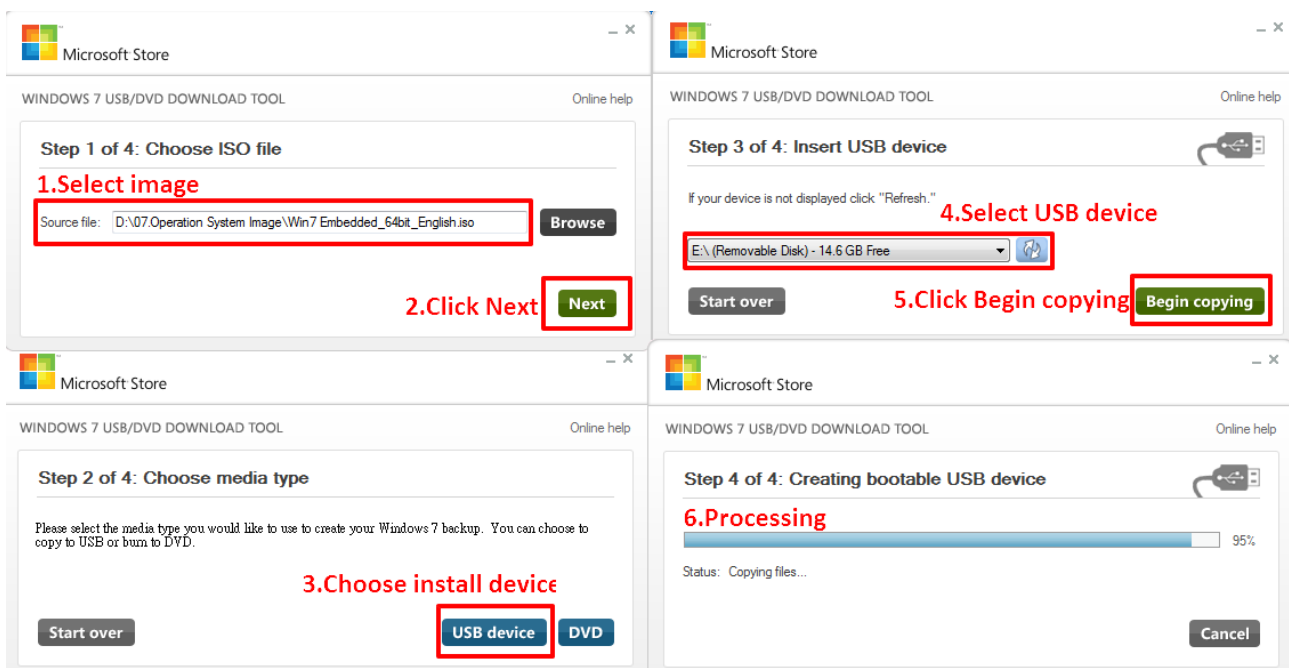 Microsoft Store
WINDOWS 7 USB/DVD DOWNLOAD TOOL
Online help
Step 1 of 4: Choose ISO file
1.Select image
Source file: D:\07.Operation System Image\Win7 Embedded_64bit_English.iso
Browse
2.Click Next
Next
Microsoft Store
WINDOWS 7 USB/DVD DOWNLOAD TOOL
Online help
Step 2 of 4: Choose media type
Please select the media type you would like to use to create your Windows 7 backup. You can choose to
copy to USB or burn to DVD.
3.Choose install device
Start over
USB device
DVD
Microsoft Store
WINDOWS 7 USB/DVD DOWNLOAD TOOL
Online help
Step 3 of 4: Insert USB device
If your device is not displayed click "Refresh."
4.Select USB device
E:\ (Removable Disk) - 14.6 GB Free
Start over
5.Click Begin copying
Begin copying
Microsoft Store
WINDOWS 7 USB/DVD DOWNLOAD TOOL
Online help
Step 4 of 4: Creating bootable USB device
6.Processing
95%
Status: Copying files...
Cancel